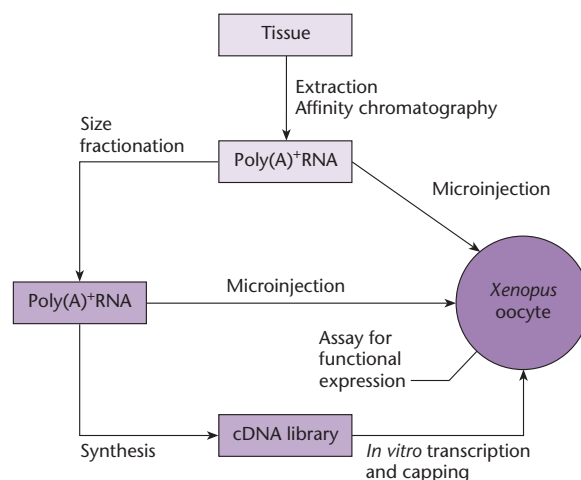 Tissue
Extraction
Affinity chromatography
Size
fractionation
Poly(A)⁺RNA
Microinjection
Poly(A)⁺RNA
Microinjection
Xenopus
oocyte
Assay for
functional
expression
Synthesis
cDNA library
In vitro transcription
and capping